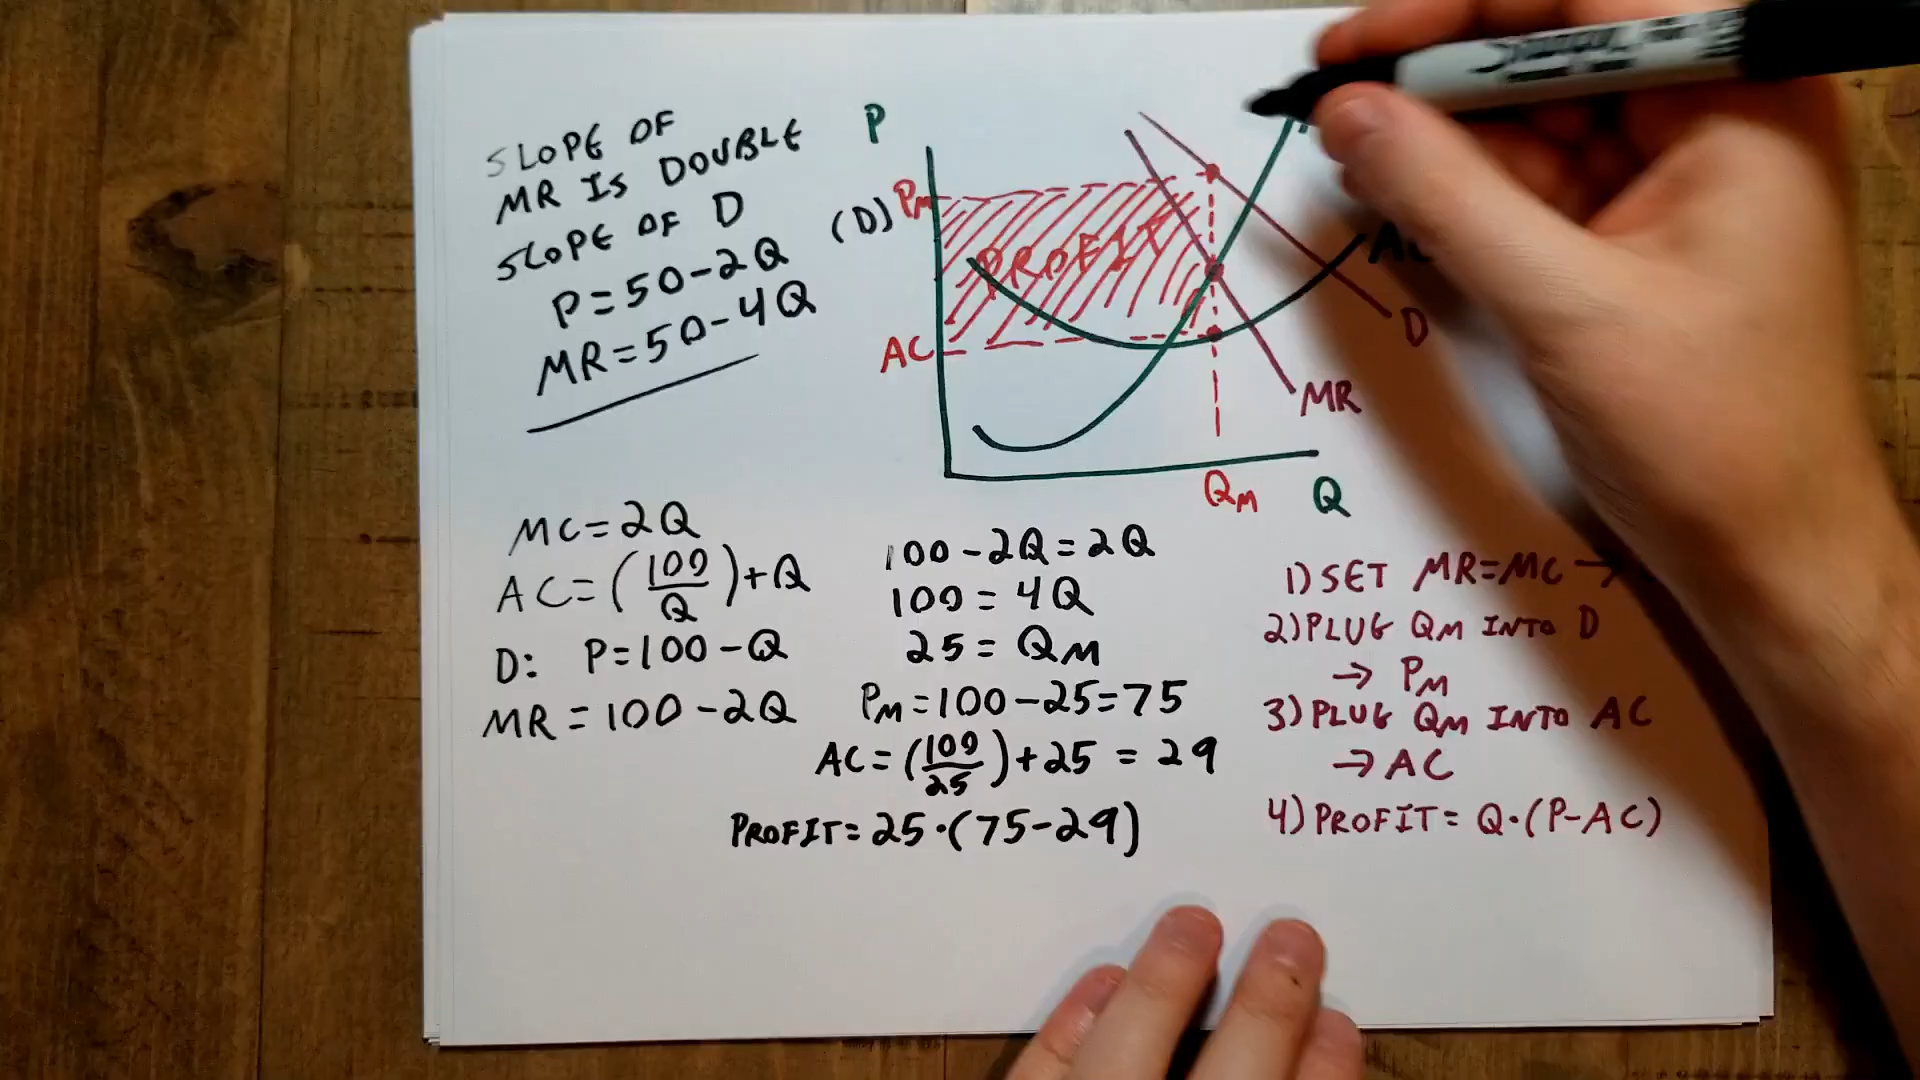 SLOPE OF
MR IS DOUBLE
SLOPE OF D
P=50-2Q
MR=50-4Q
P
(D)
PM
PROFIT
AC
D
MR
QM
Q
MC=2Q
AC=(100/Q)+Q
D: P=100-Q
MR=100-2Q
100-2Q=2Q
100=4Q
25=QM
PM=100-25=75
AC=(100/25)+25=29
PROFIT=25·(75-29)
1)SET MR=MC→
2)PLUG QM INTO D
→ PM
3)PLUG QM INTO AC
→AC
4)PROFIT=Q·(P-AC)